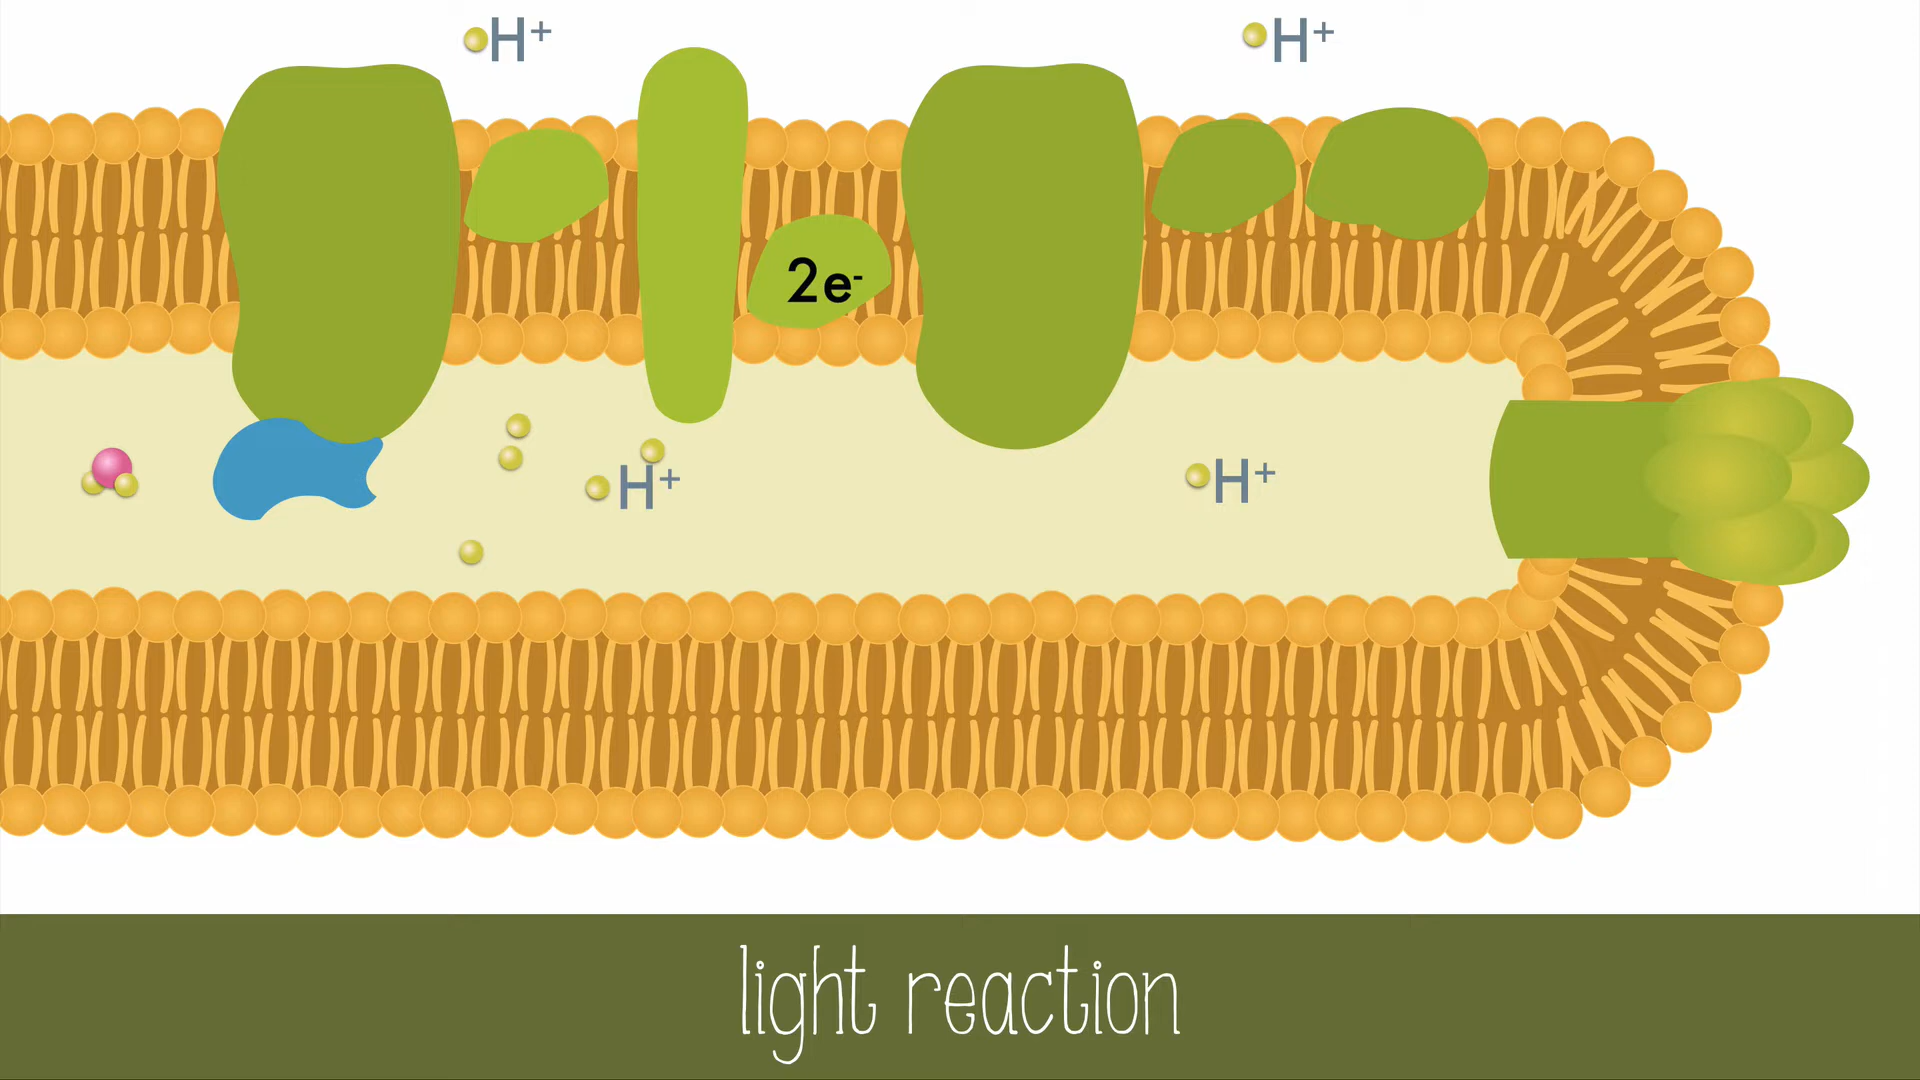 H⁺
H⁺
2e⁻
H⁺
H⁺
light reaction